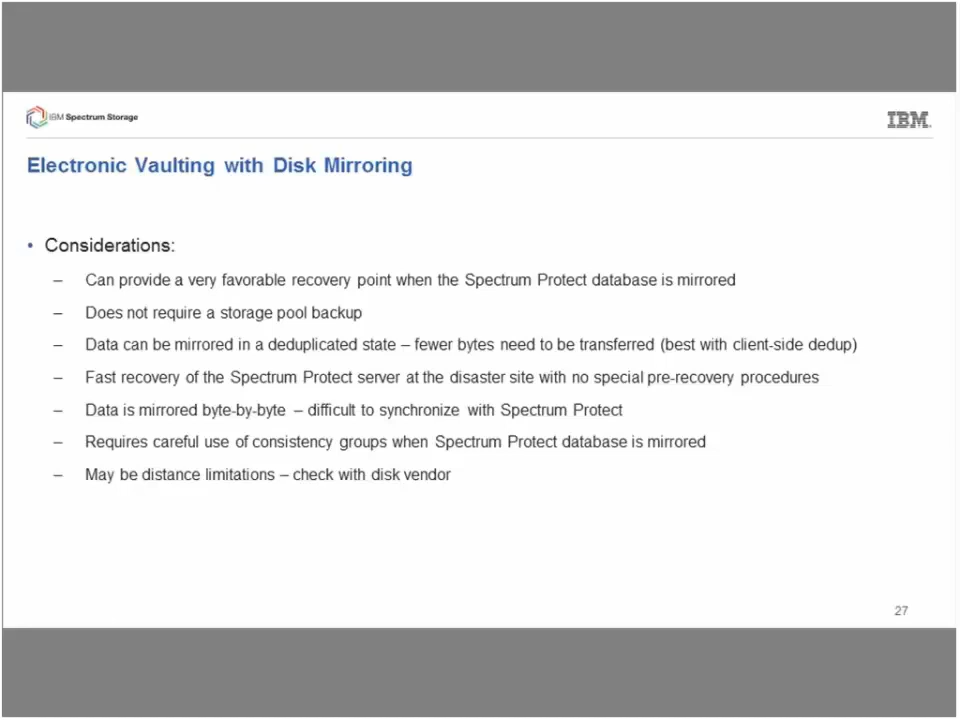 IBM Spectrum Storage
IBM
Electronic Vaulting with Disk Mirroring
• Considerations:
– Can provide a very favorable recovery point when the Spectrum Protect database is mirrored
– Does not require a storage pool backup
– Data can be mirrored in a deduplicated state – fewer bytes need to be transferred (best with client-side dedup)
– Fast recovery of the Spectrum Protect server at the disaster site with no special pre-recovery procedures
– Data is mirrored byte-by-byte – difficult to synchronize with Spectrum Protect
– Requires careful use of consistency groups when Spectrum Protect database is mirrored
– May be distance limitations – check with disk vendor
27